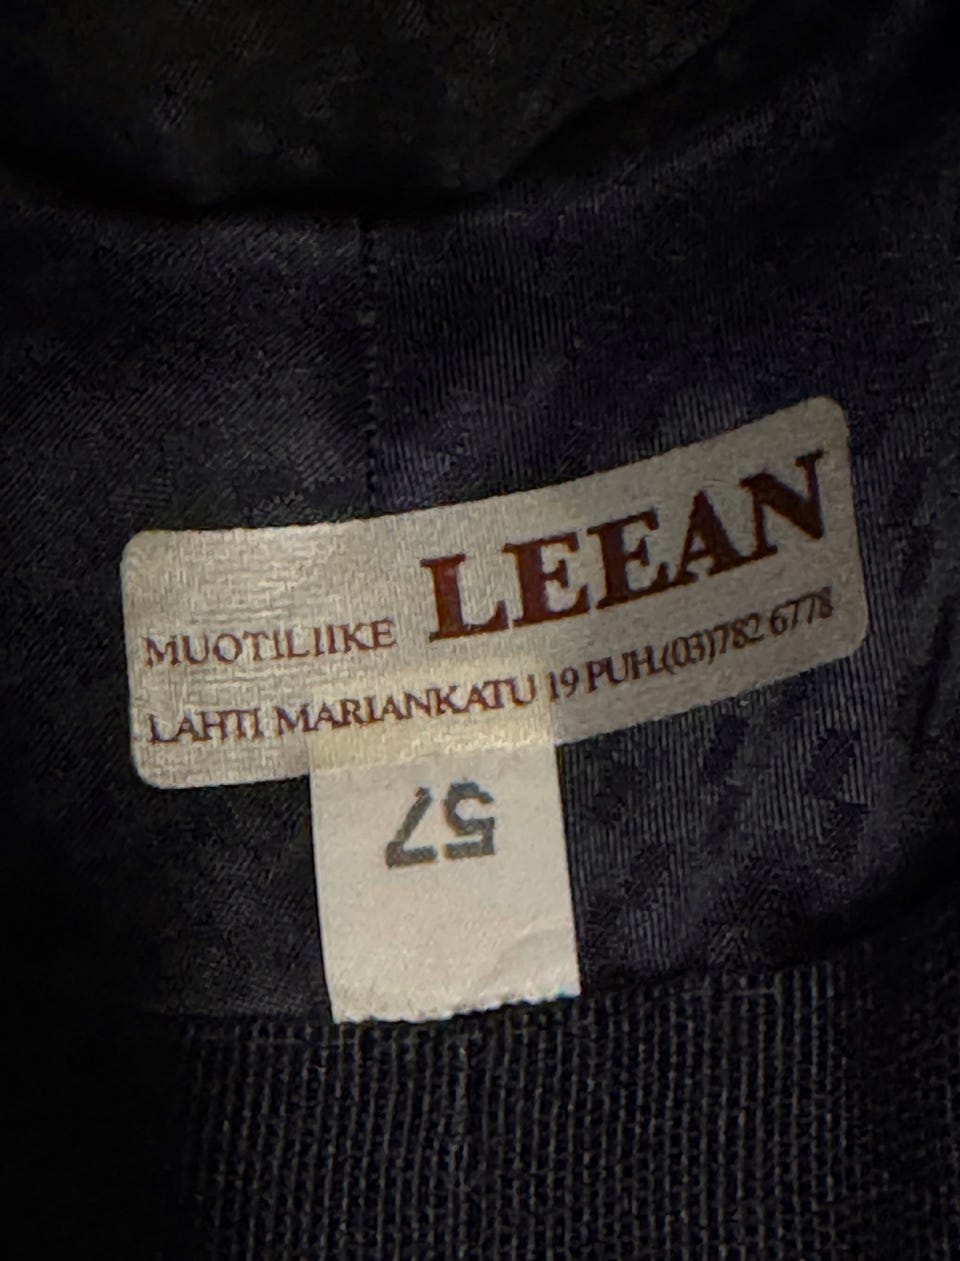 MUOTILIIKE LEEAN
LAHTI MARIANKATU 19 PUH.(03)782 6778
57